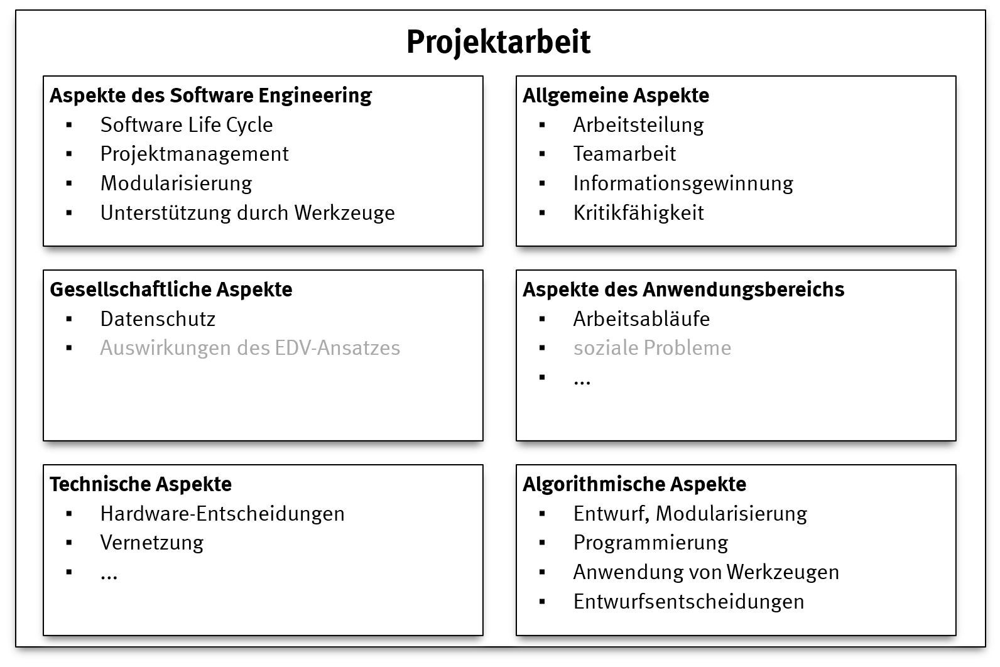 Projektarbeit
Aspekte des Software Engineering
▪ Software Life Cycle
▪ Projektmanagement
▪ Modularisierung
▪ Unterstützung durch Werkzeuge
Allgemeine Aspekte
▪ Arbeitsteilung
▪ Teamarbeit
▪ Informationsgewinnung
▪ Kritikfähigkeit
Gesellschaftliche Aspekte
▪ Datenschutz
▪ Auswirkungen des EDV-Ansatzes
Aspekte des Anwendungsbereichs
▪ Arbeitsabläufe
▪ soziale Probleme
▪ ...
Technische Aspekte
▪ Hardware-Entscheidungen
▪ Vernetzung
▪ ...
Algorithmische Aspekte
▪ Entwurf, Modularisierung
▪ Programmierung
▪ Anwendung von Werkzeugen
▪ Entwurfsentscheidungen